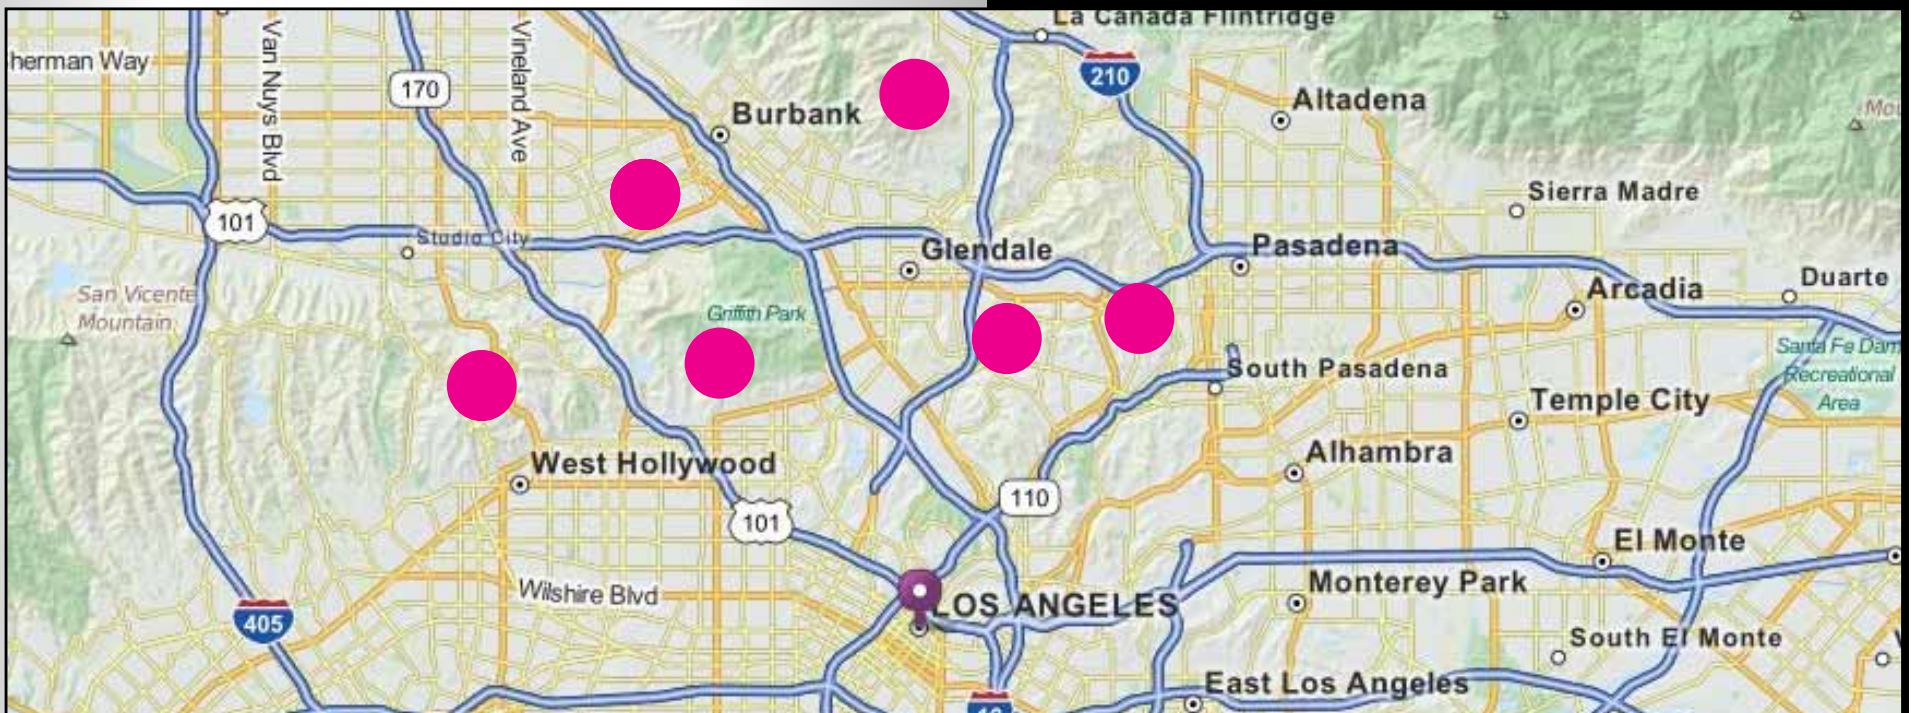 La Cañada Flintridge
herman Way
Van Nuys Blvd
170
Vineland Ave
Burbank
210
Altadena
Mou
101
Studio City
Glendale
Pasadena
Sierra Madre
Duarte
Arcadia
San Vicente
Mountain
Griffith Park
South Pasadena
Santa Fe Dam
Recreational
Area
Temple City
West Hollywood
Alhambra
110
101
El Monte
Wilshire Blvd
LOS ANGELES
Monterey Park
405
South El Monte
East Los Angeles